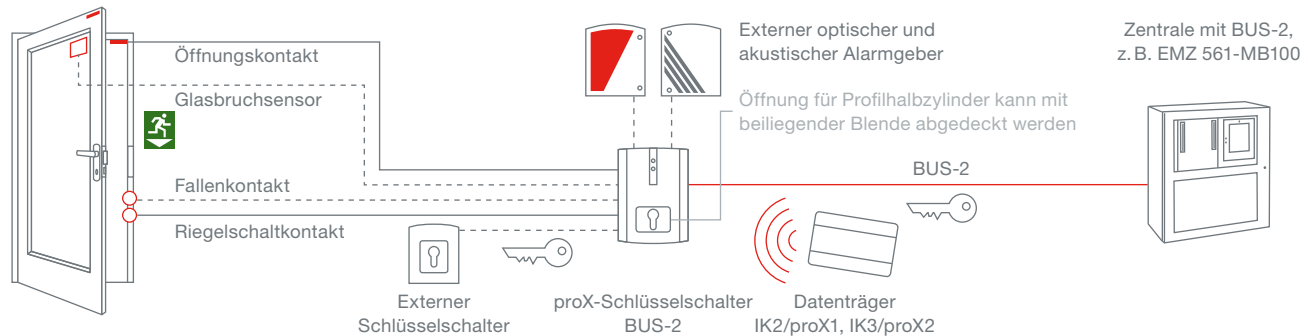 Öffnungskontakt
Glasbruchsensor
Fallenkontakt
Riegelschaltkontakt
Externer optischer und
akustischer Alarmgeber
Öffnung für Profilhalbzylinder kann mit
beiliegender Blende abgedeckt werden
Zentrale mit BUS-2,
z. B. EMZ 561-MB100
BUS-2
Externer
Schlüsselschalter
proX-Schlüsselschalter
BUS-2
Datenträger
IK2/proX1, IK3/proX2